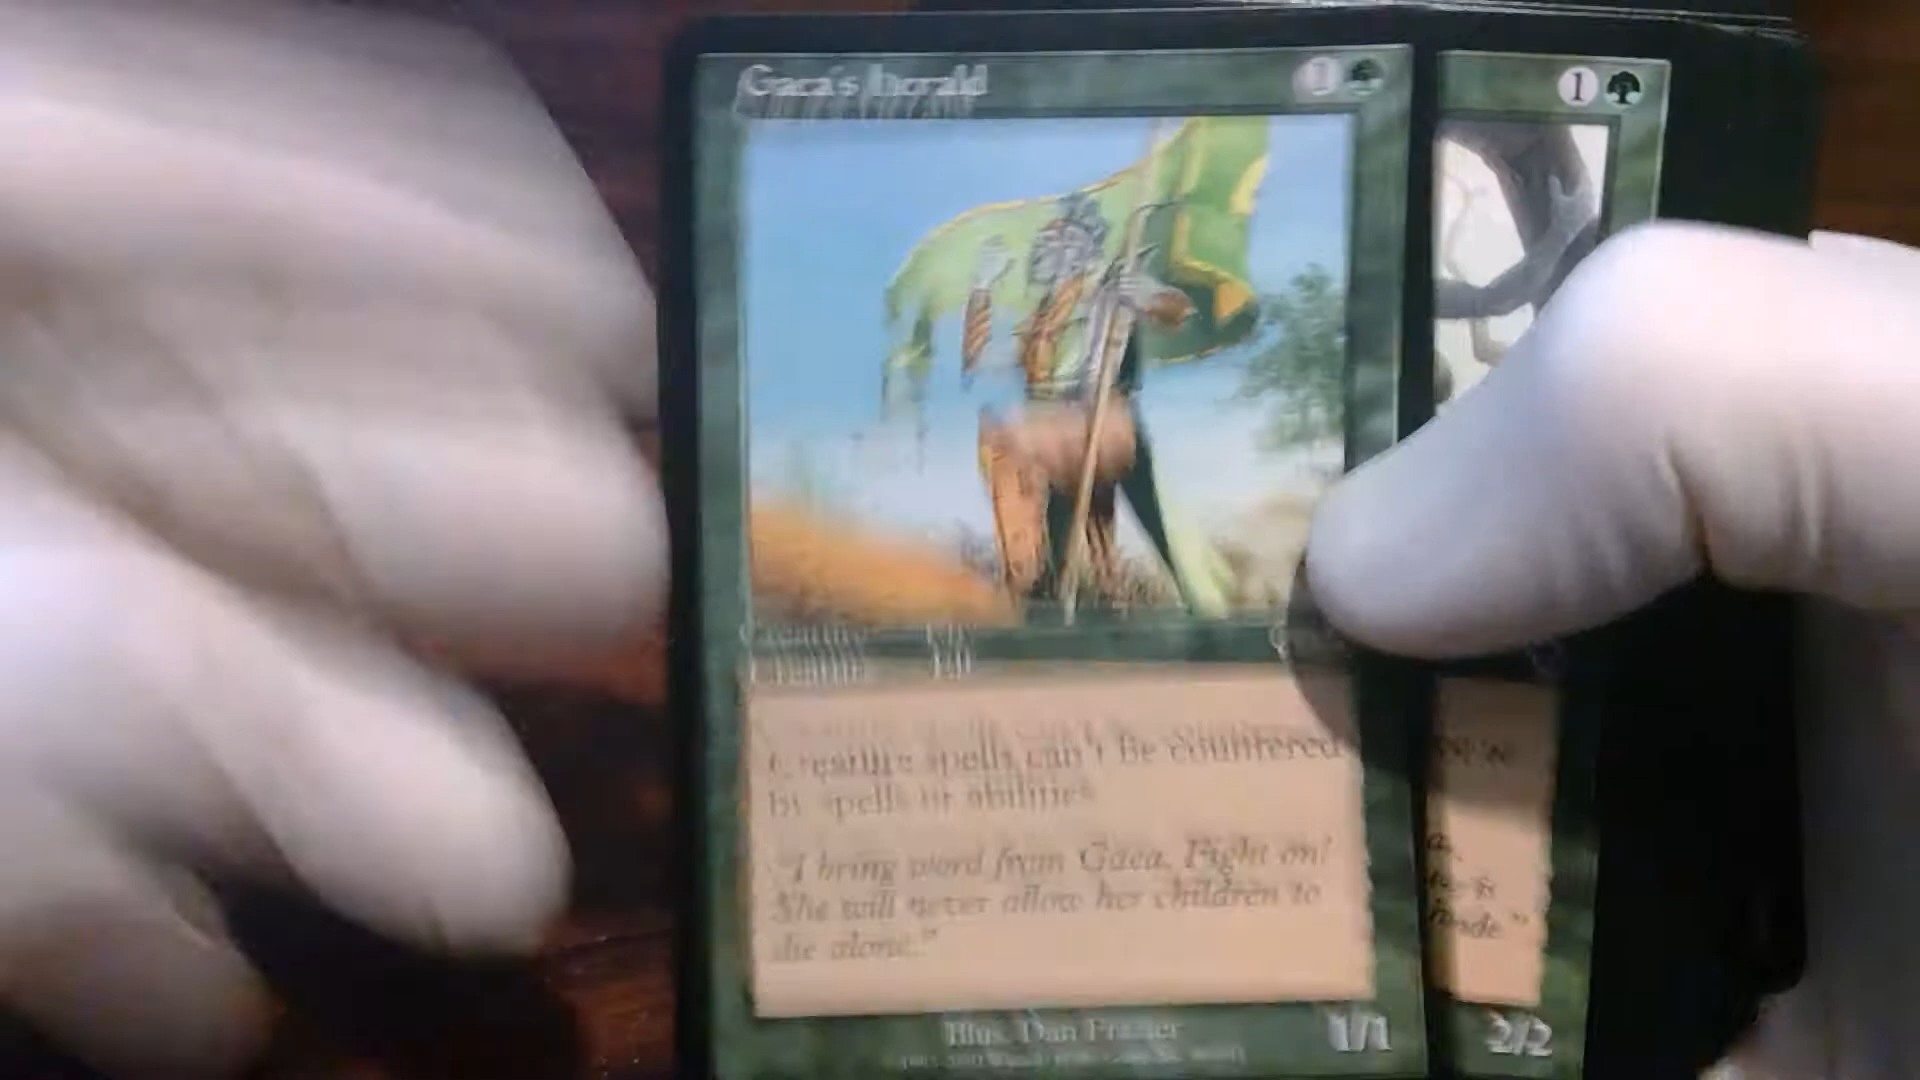 Gaea's Herald
1
1
Creature Elf
Creature spells can't be countered
by spells or abilities
"I bring word from Gaea. Fight on!
She will never allow her children to
die alone."
a.
made."
Illus. Dan Frazier
1/1
2/2